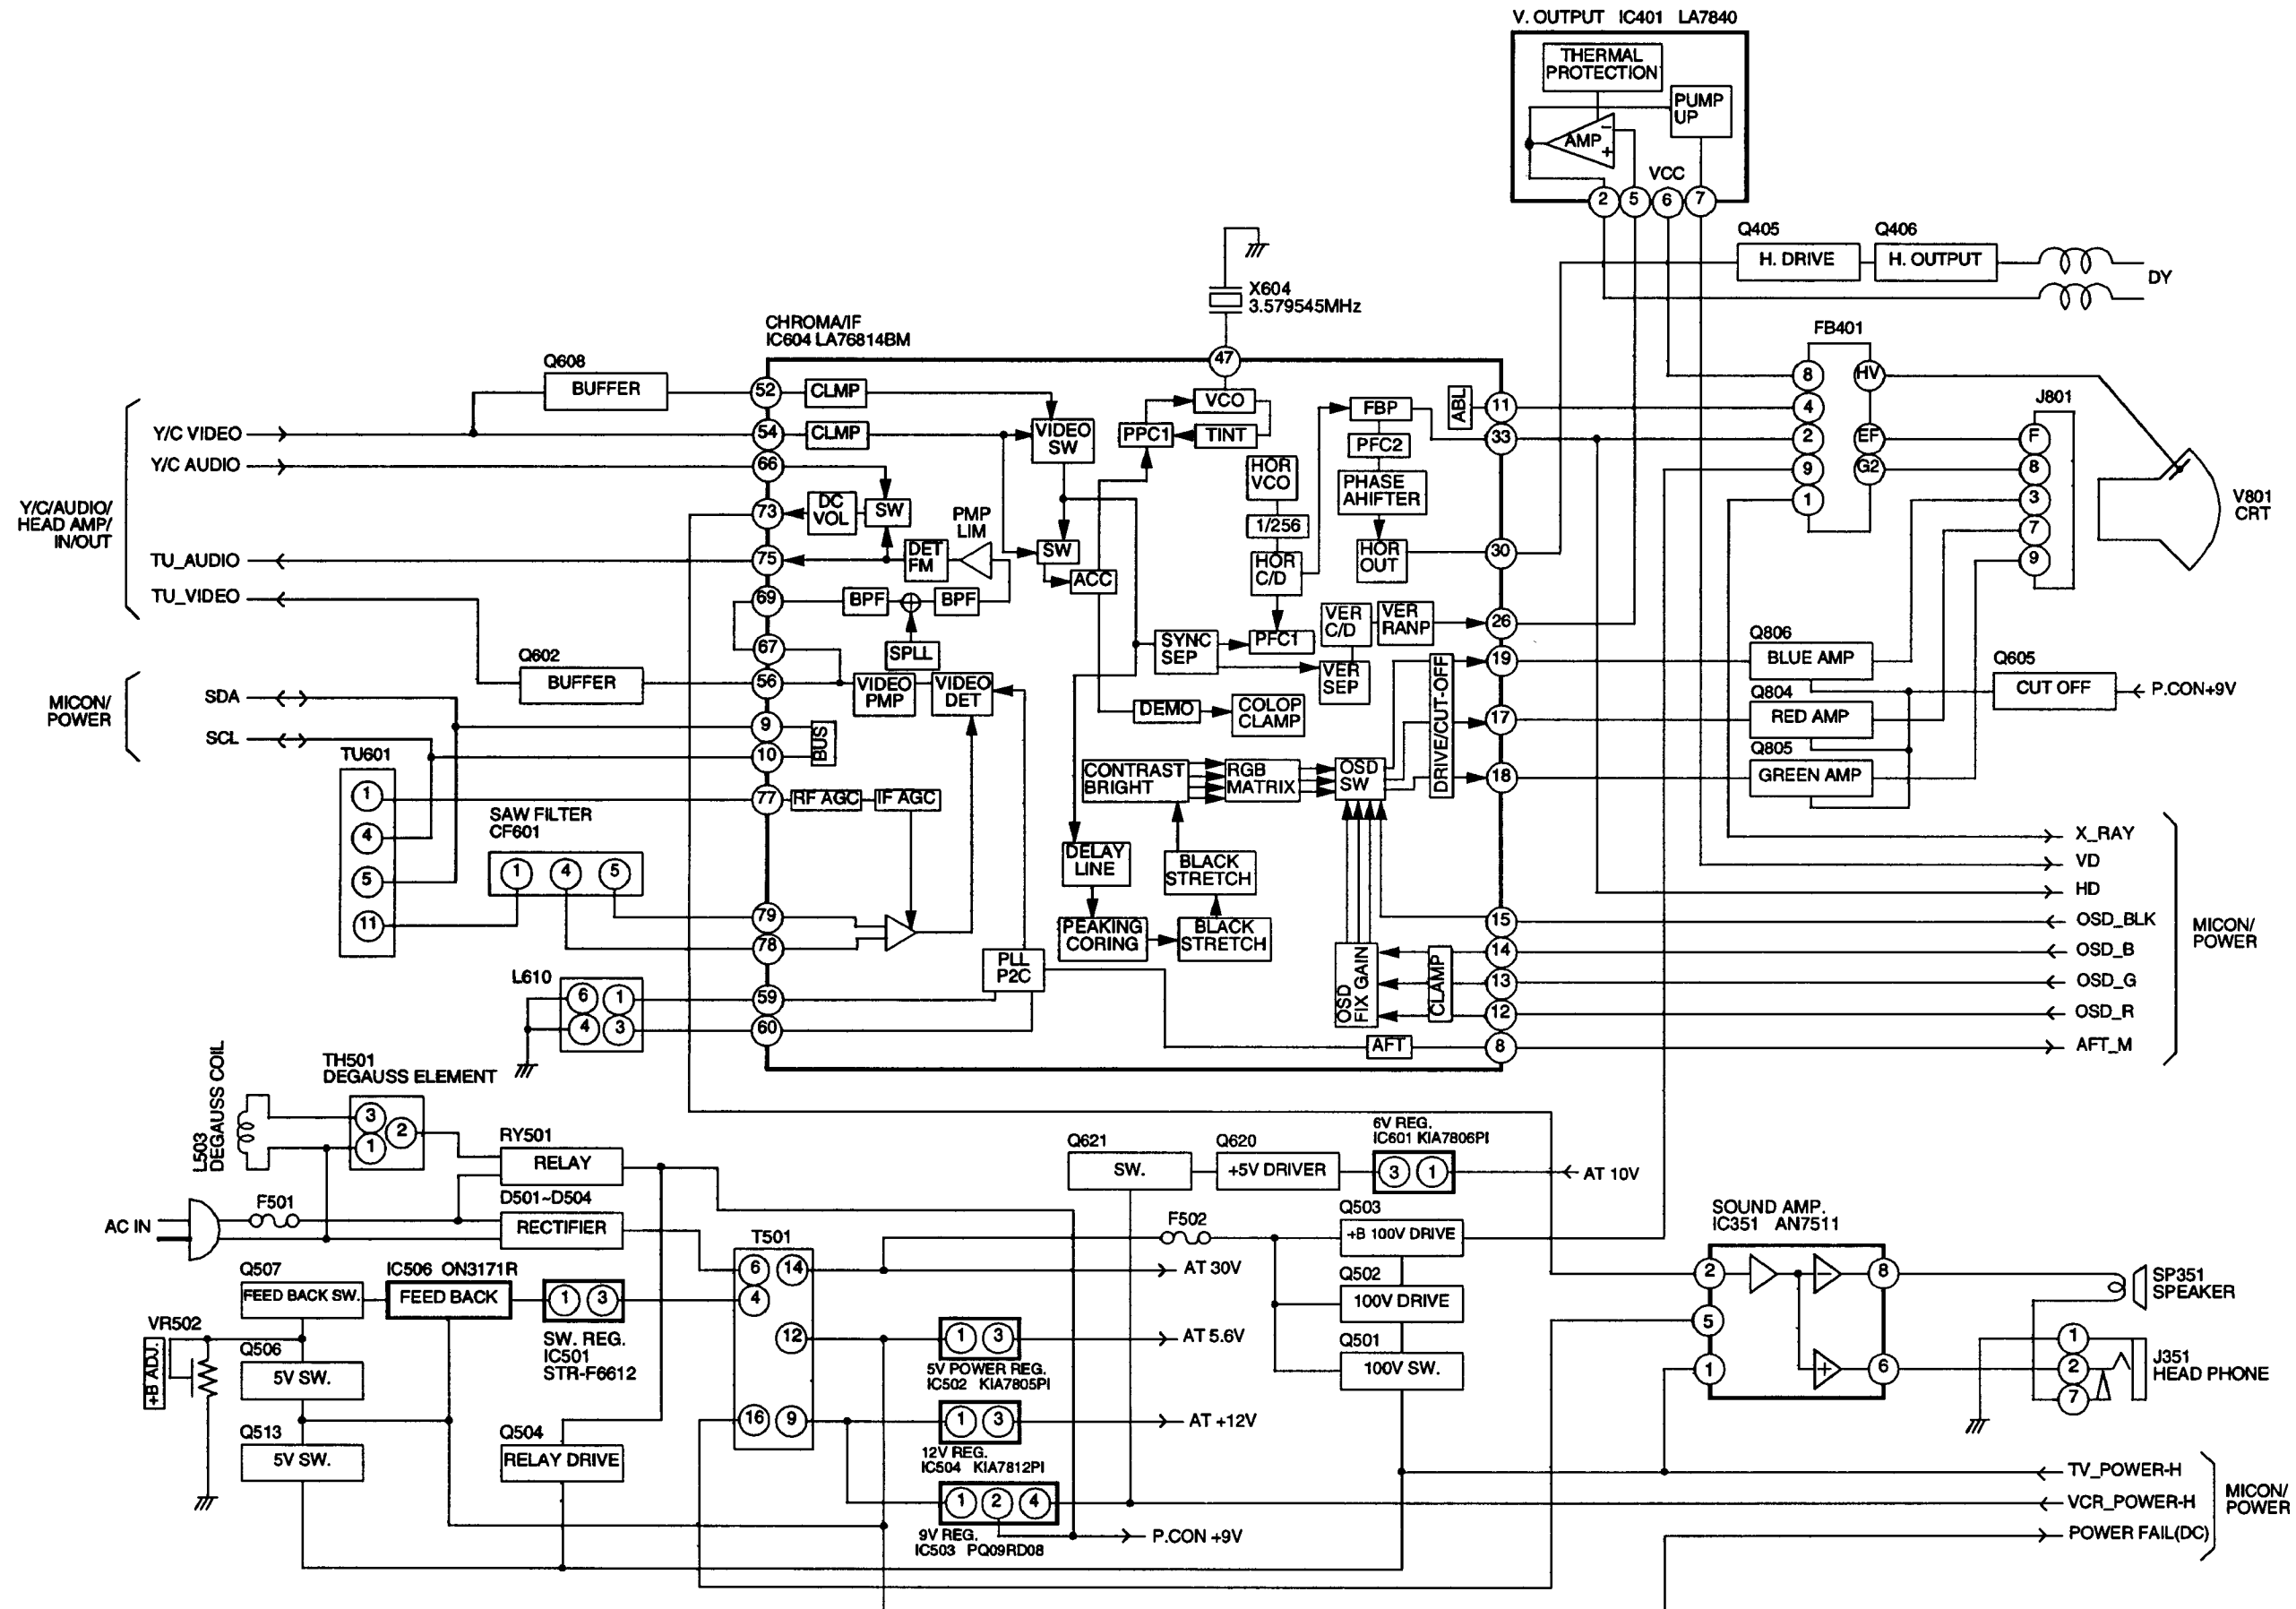 V. OUTPUT IC401 LA7840
THERMAL
PROTECTION
PUMP
UP
AMP
−
+
VCC
2 5 6 7
Q405
H. DRIVE
Q406
H. OUTPUT
DY
X604
3.579545MHz
CHROMA/IF
IC604 LA76814BM
47
FB401
8
4
2
9
1
HV
EF
G2
J801
F
8
3
7
9
V801
CRT
Q608
BUFFER
Y/C VIDEO
Y/C AUDIO
Y/C/AUDIO/
HEAD AMP/
IN/OUT
TU_AUDIO
TU_VIDEO
Q602
BUFFER
MICON/
POWER
SDA
SCL
TU601
1
4
5
11
SAW FILTER
CF601
1 4 5
L610
6 1
4 3
52
54
66
73
75
69
67
56
9
10
77
79
78
59
60
CLMP
CLMP
VIDEO
SW
DC
VOL
SW
PMP
LIM
DET
FM
BPF
BPF
SPLL
VIDEO
PMP
VIDEO
DET
BUS
RF AGC
IF AGC
SW
ACC
VCO
PPC1
TINT
HOR
VCO
1/256
HOR
C/D
PFC1
SYNC
SEP
VER
SEP
VER
C/D
VER
RANP
FBP
PFC2
PHASE
AHIFTER
HOR
OUT
ABL
DEMO
COLOP
CLAMP
CONTRAST
BRIGHT
RGB
MATRIX
OSD
SW
DRIVE/CUT-OFF
DELAY
LINE
BLACK
STRETCH
PEAKING
CORING
BLACK
STRETCH
PLL
P2C
OSD
FIX GAIN
CLAMP
AFT
11
33
30
26
19
17
18
15
14
13
12
8
Q806
BLUE AMP
Q804
RED AMP
Q805
GREEN AMP
Q605
CUT OFF
P.CON+9V
X_RAY
VD
HD
OSD_BLK
OSD_B
OSD_G
OSD_R
AFT_M
MICON/
POWER
L503
DEGAUSS COIL
TH501
DEGAUSS ELEMENT
3
1
2
RY501
RELAY
D501~D504
RECTIFIER
AC IN
F501
Q507
FEED BACK SW.
IC506 ON3171R
FEED BACK
1 3
SW. REG.
IC501
STR-F6612
VR502
+B ADJ.
Q506
5V SW.
Q513
5V SW.
Q504
RELAY DRIVE
T501
6 14
4
12
16 9
Q621
SW.
Q620
+5V DRIVER
6V REG.
IC601 KIA7806PI
3 1
AT 10V
F502
AT 30V
Q503
+B 100V DRIVE
Q502
100V DRIVE
Q501
100V SW.
1 3
AT 5.6V
5V POWER REG.
IC502 KIA7805PI
1 3
AT +12V
12V REG.
IC504 KIA7812PI
1 2 4
9V REG.
IC503 PQ09RD08
P.CON +9V
SOUND AMP.
IC351 AN7511
2
5
1
−
+
8
6
SP351
SPEAKER
1
2
7
J351
HEAD PHONE
TV_POWER-H
VCR_POWER-H
POWER FAIL(DC)
MICON/
POWER